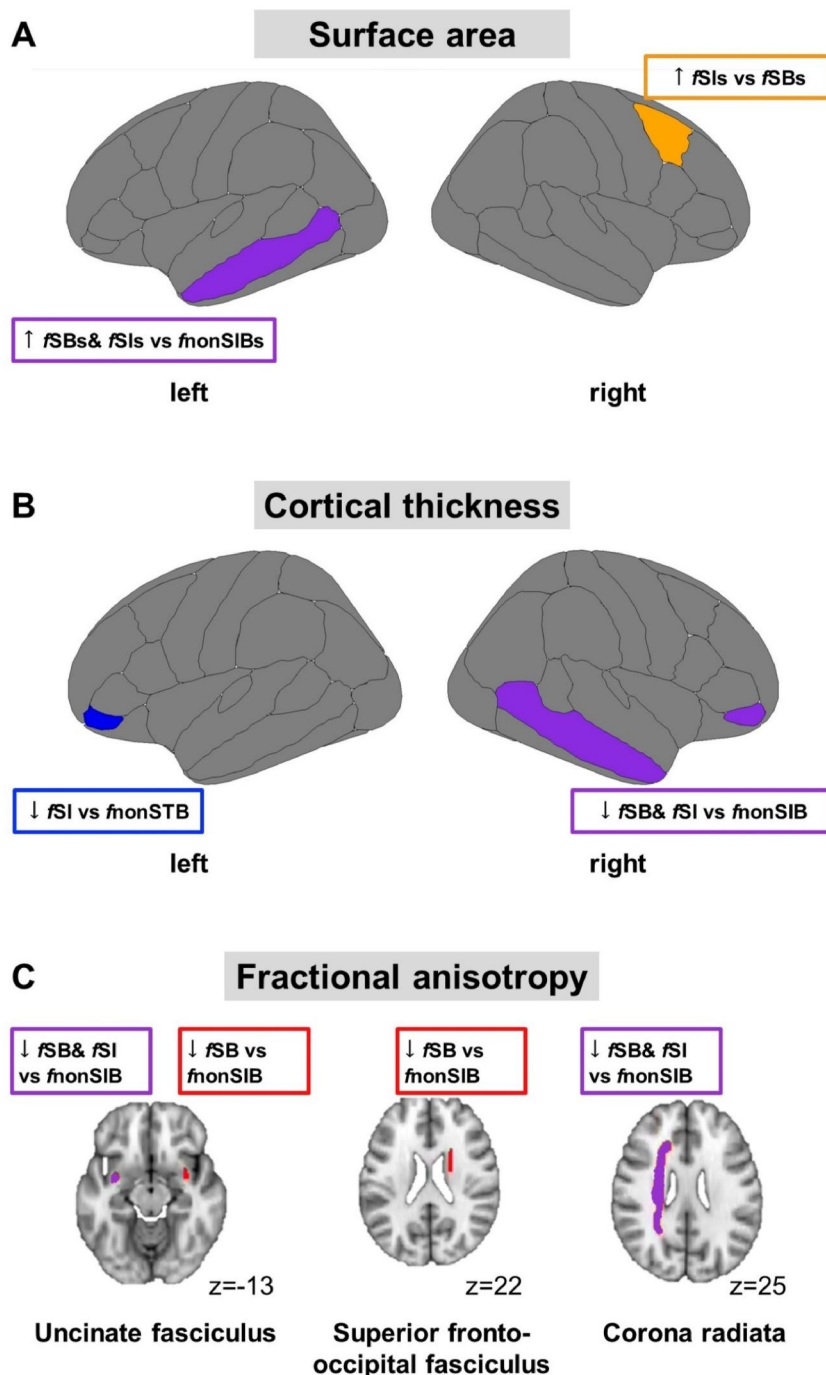 A
Surface area
↑ fSIs vs fSBs
↑ fSBs& fSIs vs fnonSIBs
left
right
B
Cortical thickness
↓ fSI vs fnonSTB
↓ fSB& fSI vs fnonSIB
left
right
C
Fractional anisotropy
↓ fSB& fSI
vs fnonSIB
↓ fSB vs
fnonSIB
↓ fSB vs
fnonSIB
↓ fSB& fSI
vs fnonSIB
z=-13
z=22
z=25
Uncinate fasciculus
Superior fronto-
occipital fasciculus
Corona radiata